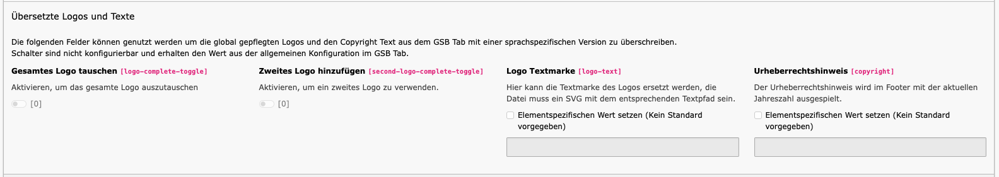 Übersetzte Logos und Texte
Die folgenden Felder können genutzt werden um die global gepflegten Logos und den Copyright Text aus dem GSB Tab mit einer sprachspezifischen Version zu überschreiben.
Schalter sind nicht konfigurierbar und erhalten den Wert aus der allgemeinen Konfiguration im GSB Tab.
Gesamtes Logo tauschen [logo-complete-toggle]
Aktivieren, um das gesamte Logo auszutauschen
[0]
Zweites Logo hinzufügen [second-logo-complete-toggle]
Aktivieren, um ein zweites Logo zu verwenden.
[0]
Logo Textmarke [logo-text]
Hier kann die Textmarke des Logos ersetzt werden, die
Datei muss ein SVG mit dem entsprechenden Textpfad sein.
Elementspezifischen Wert setzen (Kein Standard
vorgegeben)
Urheberrechtshinweis [copyright]
Der Urheberrechtshinweis wird im Footer mit der aktuellen
Jahreszahl ausgespielt.
Elementspezifischen Wert setzen (Kein Standard
vorgegeben)